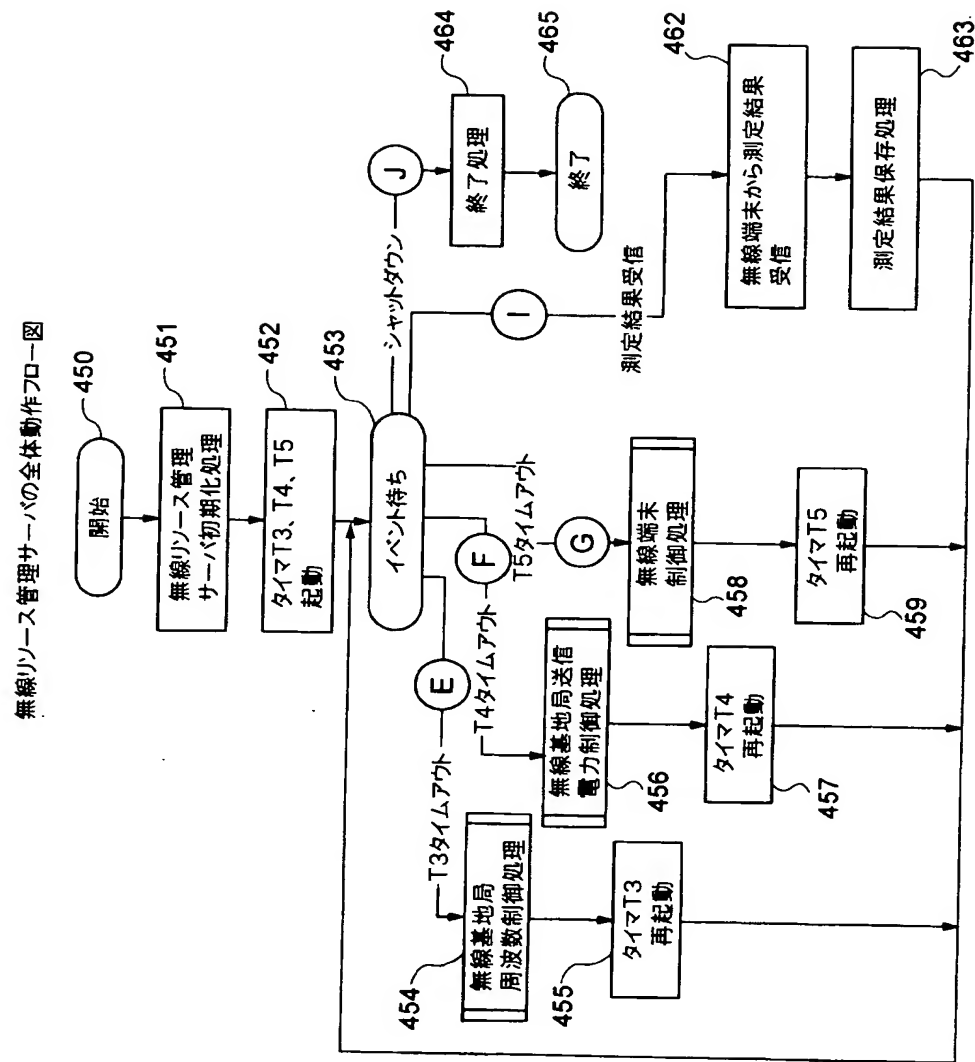 無線リソース管理サーバの全体動作フロー図
開始
450
無線リソース管理
サーバ初期化処理
451
タイマT3、T4、T5
起動
452
イベント待ち
453
E
T3タイムアウト
無線基地局
周波数制御処理
454
タイマT3
再起動
455
F
T4タイムアウト
無線基地局送信
電力制御処理
456
タイマT4
再起動
457
T5タイムアウト
G
無線端末
制御処理
458
タイマT5
再起動
459
I
測定結果受信
無線端末から測定結果
受信
462
測定結果保存処理
463
シャットダウン
J
終了処理
464
終了
465